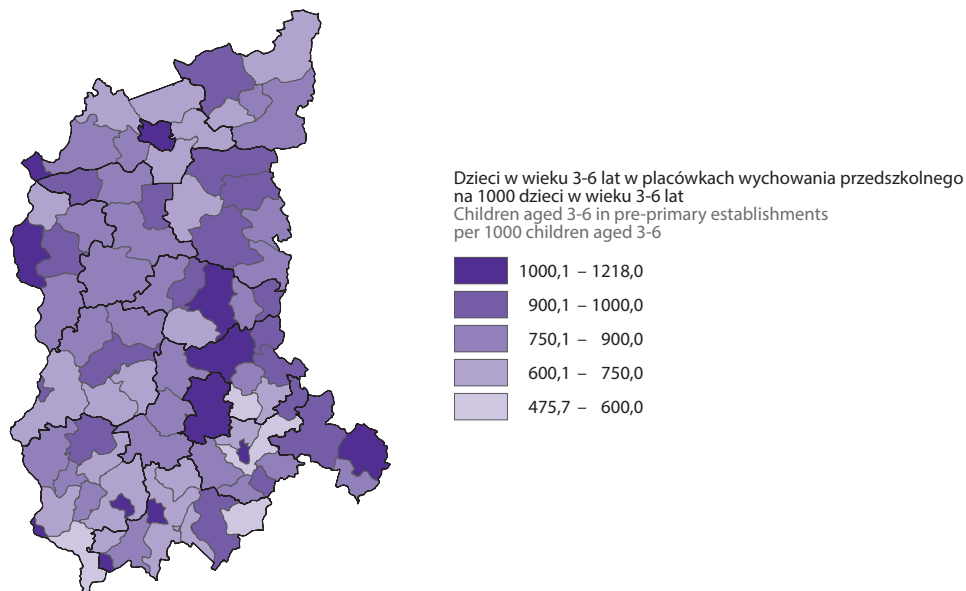 Dzieci w wieku 3-6 lat w placówkach wychowania przedszkolnego
na 1000 dzieci w wieku 3-6 lat
Children aged 3-6 in pre-primary establishments
per 1000 children aged 3-6
1000,1 – 1218,0
900,1 – 1000,0
750,1 – 900,0
600,1 – 750,0
475,7 – 600,0